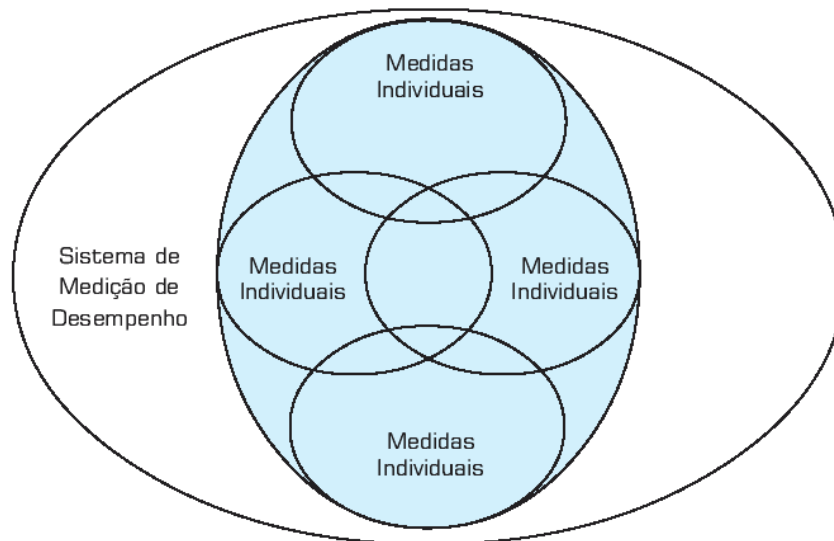 Medidas
Individuais
Sistema de
Medição de
Desempenho
Medidas
Individuais
Medidas
Individuais
Medidas
Individuais